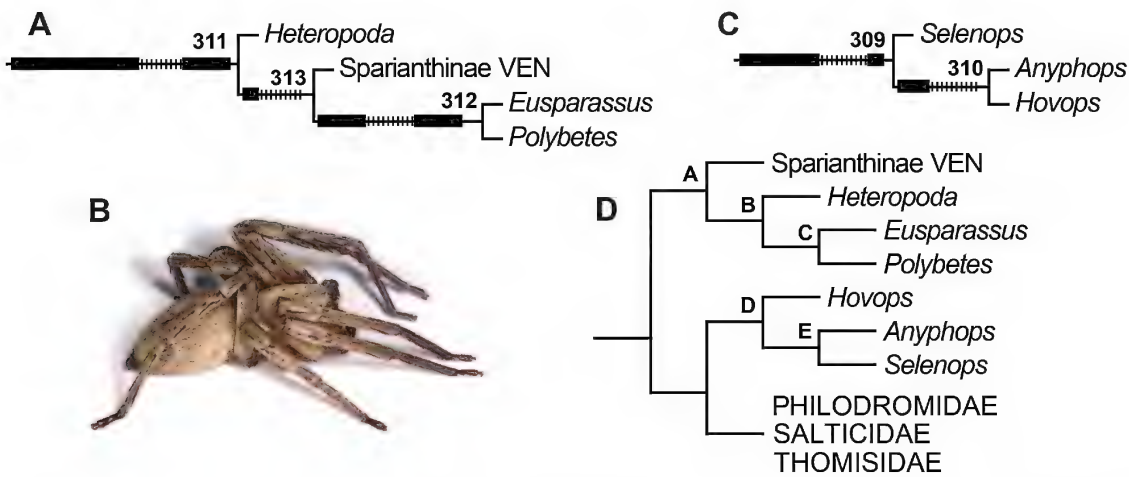 A
311
Heteropoda
313
Sparianthinae VEN
312
Eusparassus
Polybetes
C
309
Selenops
310
Anyphops
Hovops
B
D
A
Sparianthinae VEN
B
Heteropoda
C
Eusparassus
Polybetes
D
Hovops
E
Anyphops
Selenops
PHILODROMIDAE
SALTICIDAE
THOMISIDAE